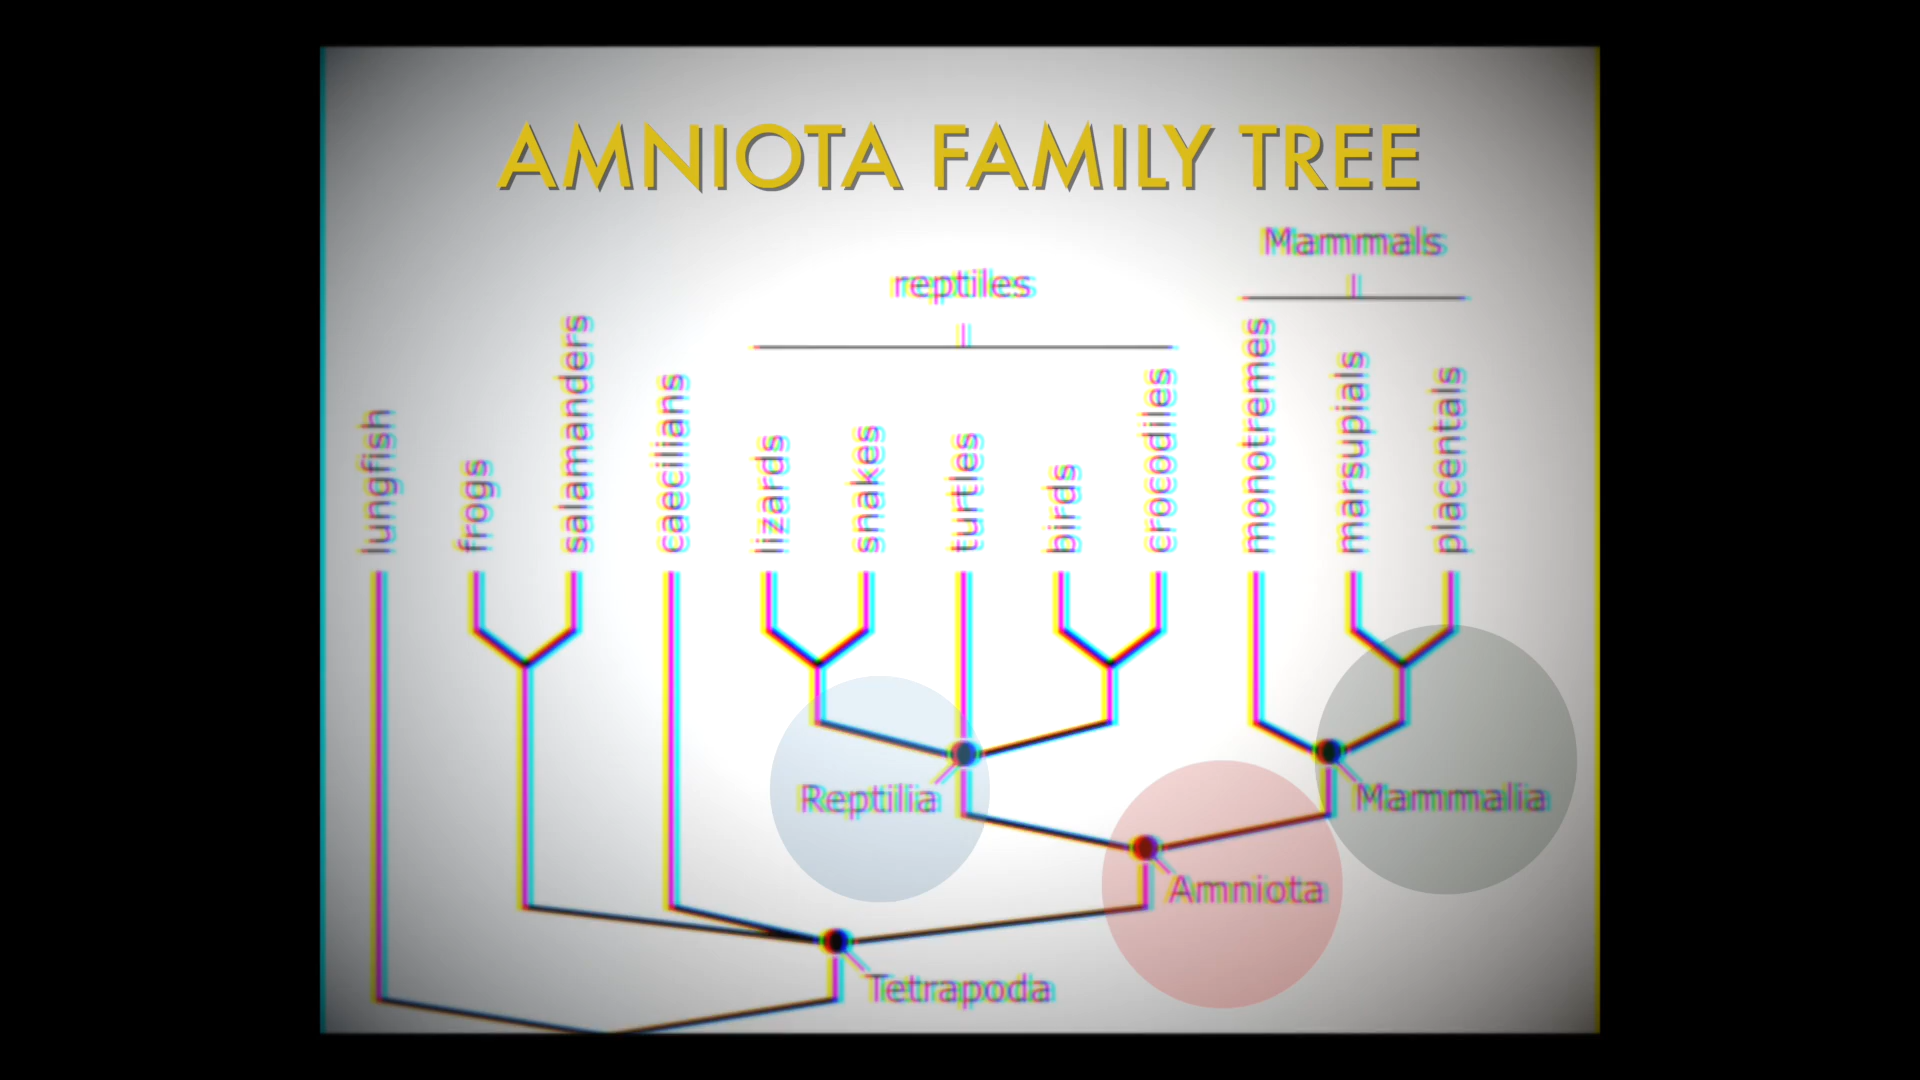 AMNIOTA FAMILY TREE
Mammals
reptiles
lungfish
frogs
salamanders
caecilians
lizards
snakes
turtles
birds
crocodiles
monotremes
marsupials
placentals
Reptilia
Mammalia
Amniota
Tetrapoda